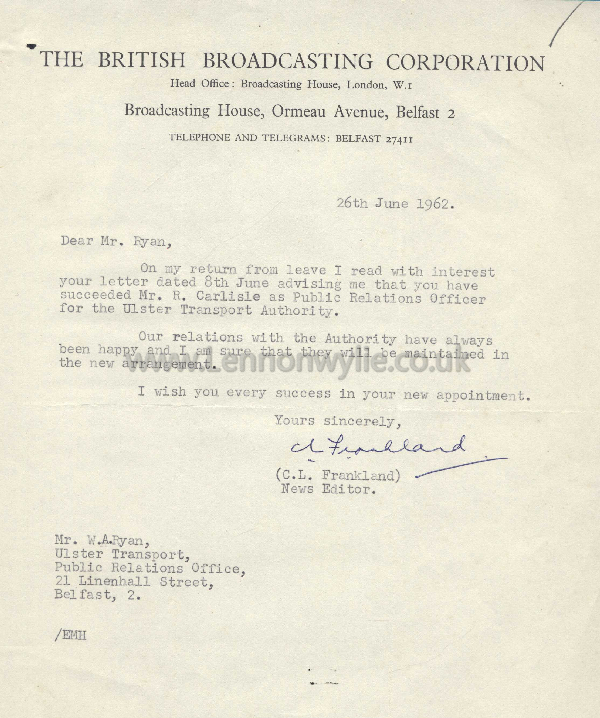 THE BRITISH BROADCASTING CORPORATION
Head Office: Broadcasting House, London, W.1
Broadcasting House, Ormeau Avenue, Belfast 2
TELEPHONE AND TELEGRAMS: BELFAST 27411
26th June 1962.
Dear Mr. Ryan,
On my return from leave I read with interest
your letter dated 8th June advising me that you have
succeeded Mr. R. Carlisle as Public Relations Officer
for the Ulster Transport Authority.
Our relations with the Authority have always
been happy and I am sure that they will be maintained in
the new arrangement.
www.Lennonwylie.co.uk
I wish you every success in your new appointment.
Yours sincerely,
CL Frankland
(C.L. Frankland)
News Editor.
Mr. W.A.Ryan,
Ulster Transport,
Public Relations Office,
21 Linenhall Street,
Belfast, 2.
/EMH